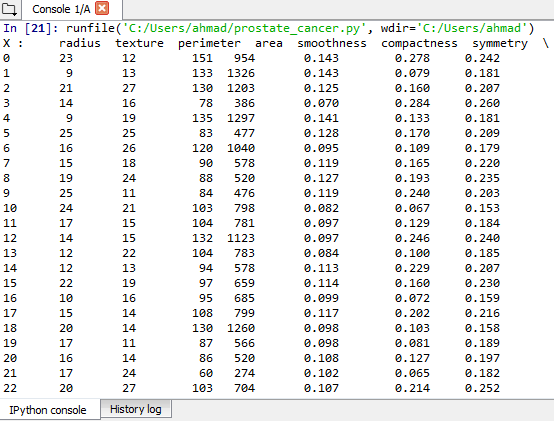 Console 1/A
In [21]: runfile('C:/Users/ahmad/prostate_cancer.py', wdir='C:/Users/ahmad')
X :      radius  texture  perimeter  area  smoothness  compactness  symmetry  \
0        23       12        151   954       0.143        0.278     0.242
1         9       13        133  1326       0.143        0.079     0.181
2        21       27        130  1203       0.125        0.160     0.207
3        14       16         78   386       0.070        0.284     0.260
4         9       19        135  1297       0.141        0.133     0.181
5        25       25         83   477       0.128        0.170     0.209
6        16       26        120  1040       0.095        0.109     0.179
7        15       18         90   578       0.119        0.165     0.220
8        19       24         88   520       0.127        0.193     0.235
9        25       11         84   476       0.119        0.240     0.203
10       24       21        103   798       0.082        0.067     0.153
11       17       15        104   781       0.097        0.129     0.184
12       14       15        132  1123       0.097        0.246     0.240
13       12       22        104   783       0.084        0.100     0.185
14       12       13         94   578       0.113        0.229     0.207
15       22       19         97   659       0.114        0.160     0.230
16       10       16         95   685       0.099        0.072     0.159
17       15       14        108   799       0.117        0.202     0.216
18       20       14        130  1260       0.098        0.103     0.158
19       17       11         87   566       0.098        0.081     0.189
20       16       14         86   520       0.108        0.127     0.197
21       17       24         60   274       0.102        0.065     0.182
22       20       27        103   704       0.107        0.214     0.252
IPython console History log